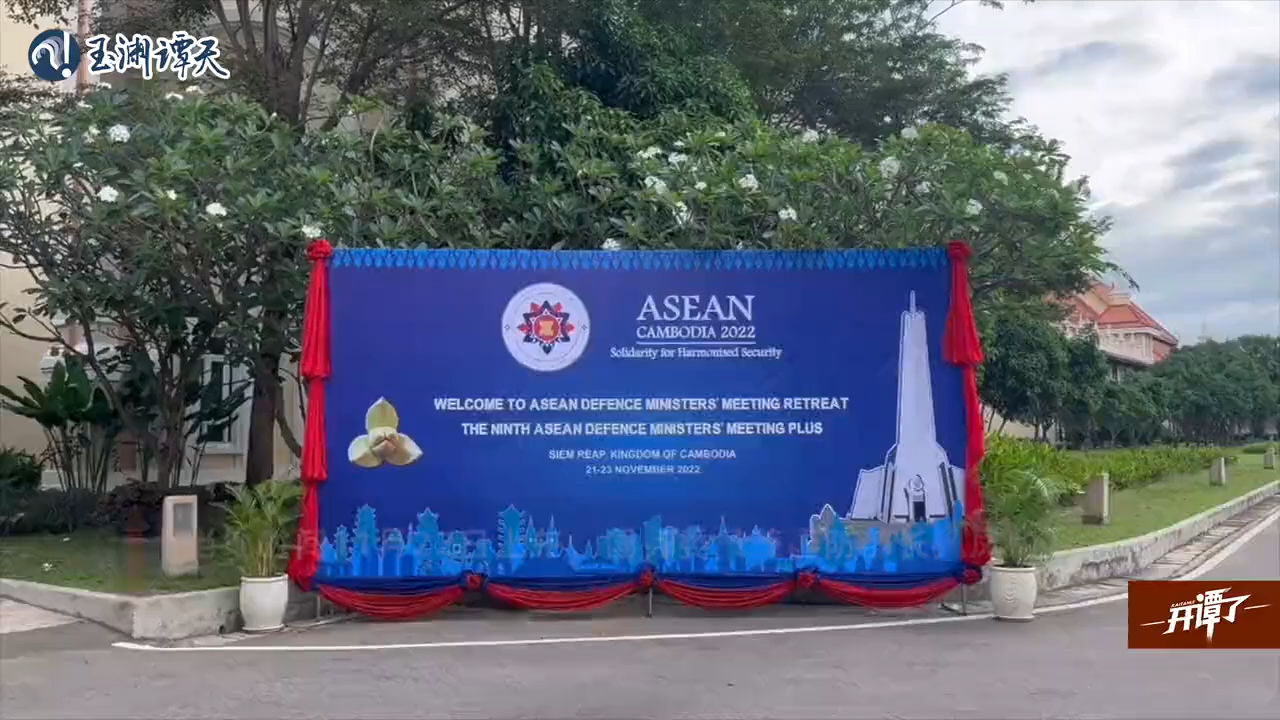 玉渊谭天
ASEAN
CAMBODIA 2022
Solidarity for Harmonised Security
WELCOME TO ASEAN DEFENCE MINISTERS' MEETING RETREAT
THE NINTH ASEAN DEFENCE MINISTERS' MEETING PLUS
SIEM REAP, KINGDOM OF CAMBODIA
21-23 NOVEMBER 2022
KAITANLE
开谭了